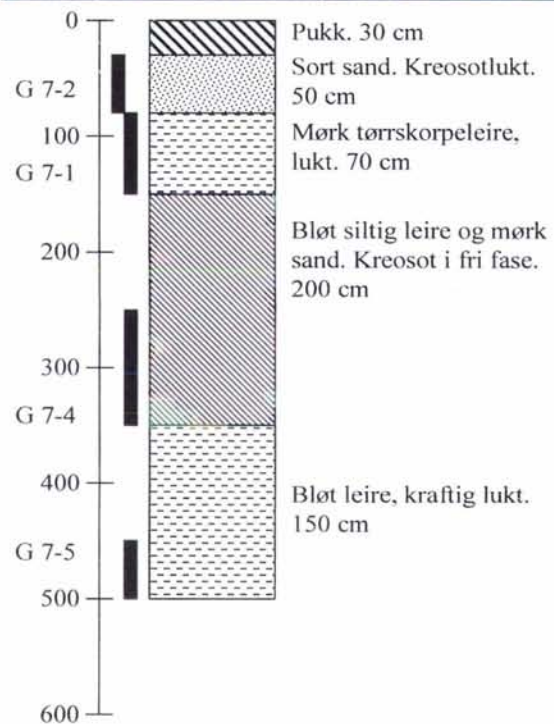 0
Pukk. 30 cm
Sort sand. Kreosotlukt.
50 cm
G 7-2
100
Mørk tørrskorpeleire,
lukt. 70 cm
G 7-1
200
Bløt siltig leire og mørk
sand. Kreosot i fri fase.
200 cm
300
G 7-4
400
Bløt leire, kraftig lukt.
150 cm
G 7-5
500
600